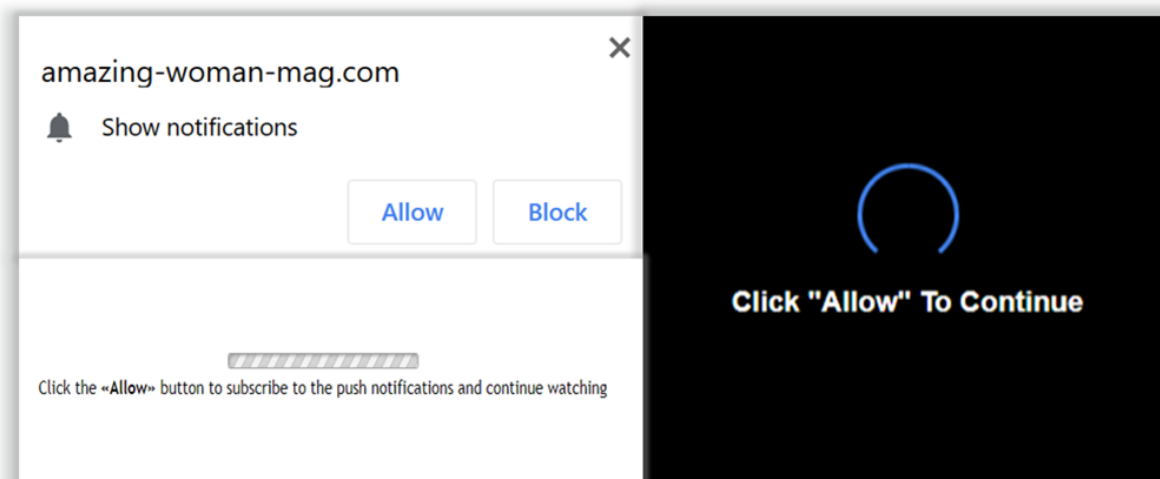 amazing-woman-mag.com
Show notifications
Allow
Block
Click the «Allow» button to subscribe to the push notifications and continue watching
Click "Allow" To Continue